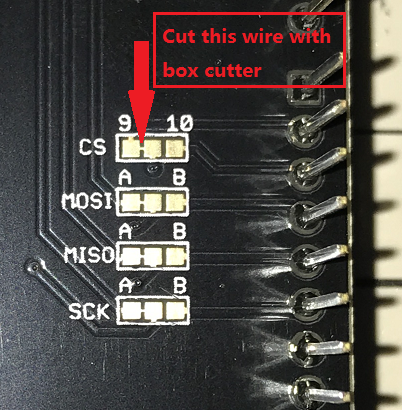 Cut this wire with
box cutter
9 10
CS
A B
MOSI
A B
MISO
A B
SCK